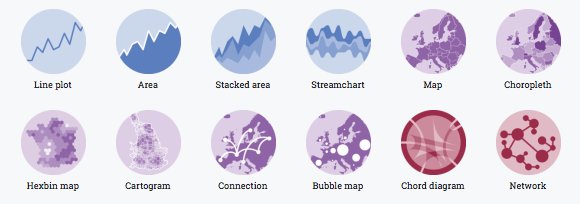 Line plot
Area
Stacked area
Streamchart
Map
Choropleth
Hexbin map
Cartogram
Connection
Bubble map
Chord diagram
Network